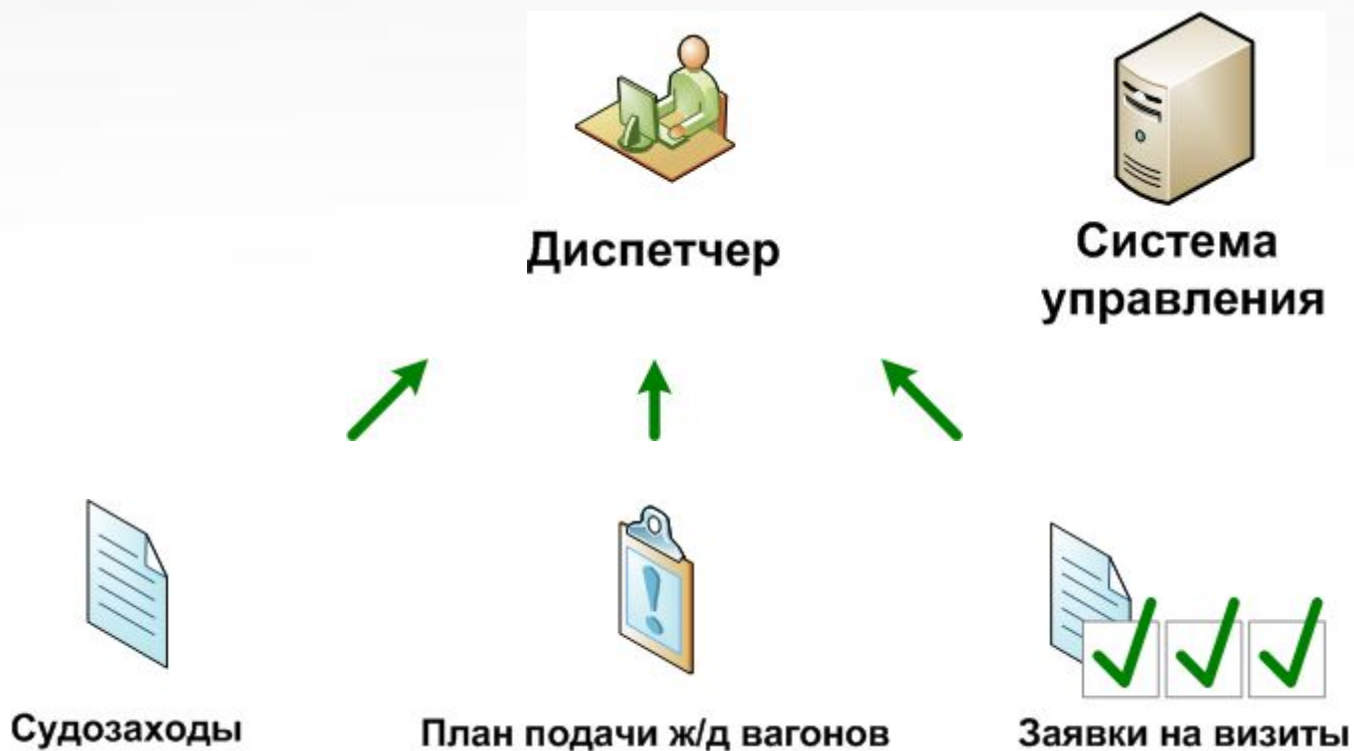 Диспетчер
Система
управления
Судозаходы
План подачи ж/д вагонов
Заявки на визиты